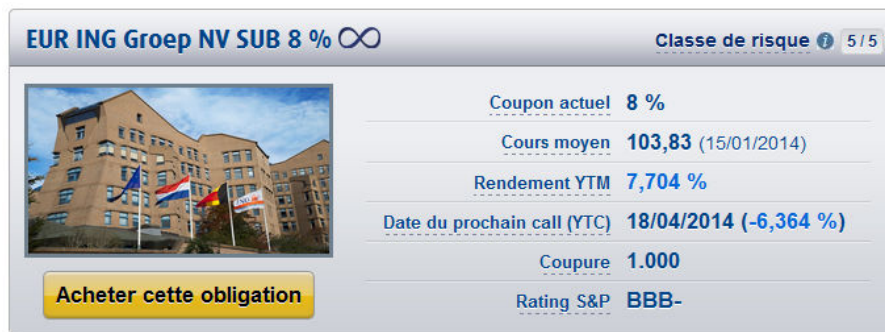 EUR ING Groep NV SUB 8 % ∞
Classe de risque i 5/5
Coupon actuel 8 %
Cours moyen 103,83 (15/01/2014)
Rendement YTM 7,704 %
Date du prochain call (YTC) 18/04/2014 (-6,364 %)
Coupure 1.000
Rating S&P BBB-
ING
Acheter cette obligation